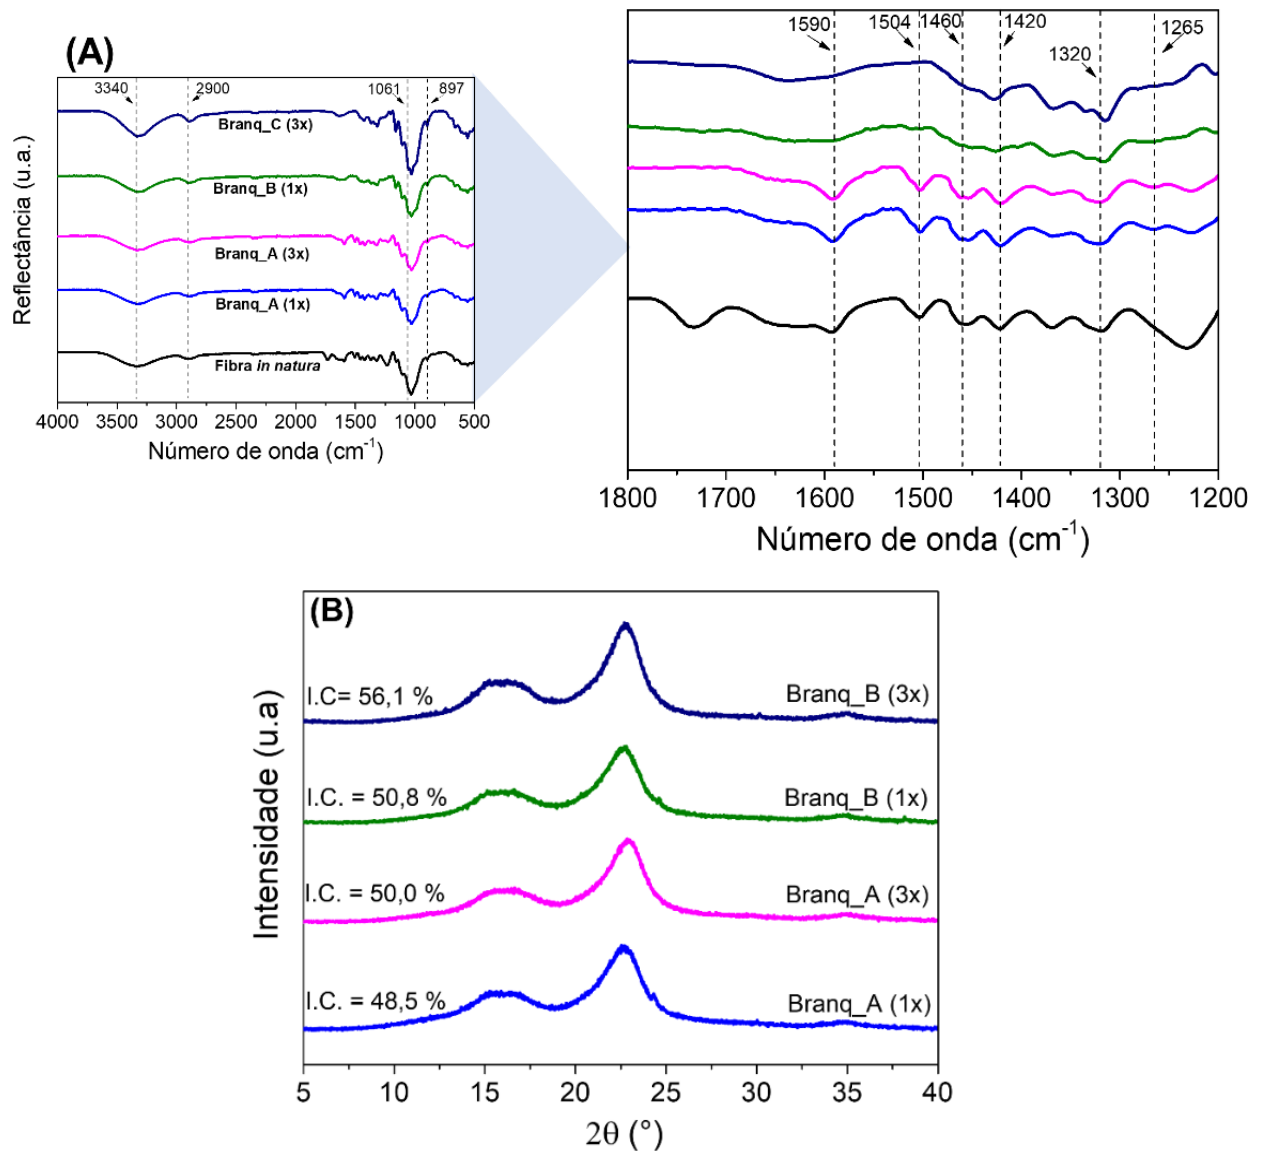 (A)
3340
2900
1061
897
Branq_C (3x)
Branq_B (1x)
Branq_A (3x)
Branq_A (1x)
Fibra in natura
Reflectância (u.a.)
4000 3500 3000 2500 2000 1500 1000 500
Número de onda (cm⁻¹)
1590
1504
1460
1420
1320
1265
1800 1700 1600 1500 1400 1300 1200
Número de onda (cm⁻¹)
(B)
I.C= 56,1 % Branq_B (3x)
I.C. = 50,8 % Branq_B (1x)
I.C. = 50,0 % Branq_A (3x)
I.C. = 48,5 % Branq_A (1x)
Intensidade (u.a)
5 10 15 20 25 30 35 40
2θ (°)